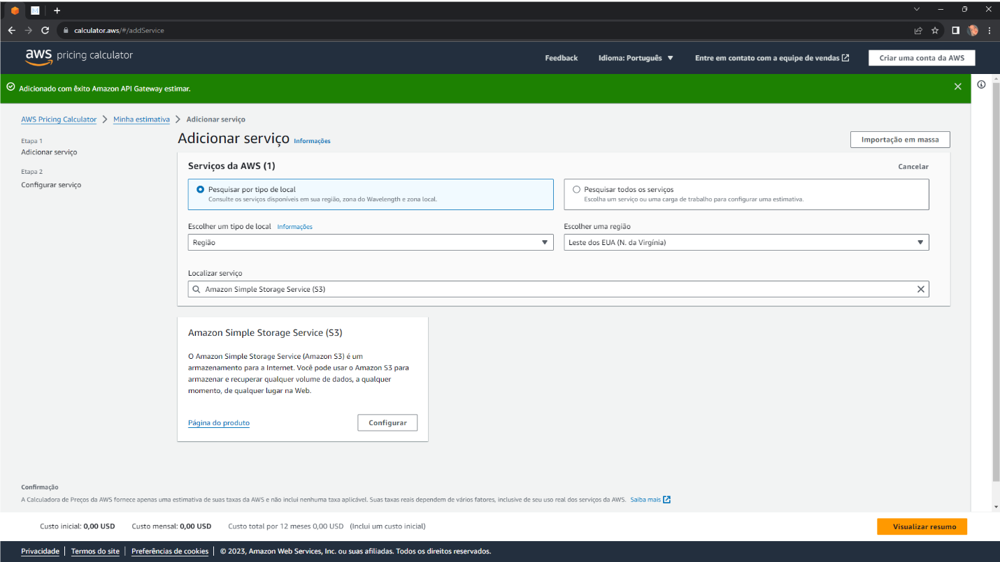 calculator.aws/#/addService
aws pricing calculator
Feedback
Idioma: Português
Entre em contato com a equipe de vendas
Criar uma conta da AWS
Adicionado com êxito Amazon API Gateway estimar.
AWS Pricing Calculator
Minha estimativa
Adicionar serviço
Etapa 1
Adicionar serviço
Etapa 2
Configurar serviço
Adicionar serviço Informações
Importação em massa
Serviços da AWS (1)
Cancelar
Pesquisar por tipo de local
Consulte os serviços disponíveis em sua região, zona do Wavelength e zona local.
Pesquisar todos os serviços
Escolha um serviço ou uma carga de trabalho para configurar uma estimativa.
Escolher um tipo de local Informações
Região
Escolher uma região
Leste dos EUA (N. da Virgínia)
Localizar serviço
Amazon Simple Storage Service (S3)
Amazon Simple Storage Service (S3)
O Amazon Simple Storage Service (Amazon S3) é um
armazenamento para a Internet. Você pode usar o Amazon S3 para
armazenar e recuperar qualquer volume de dados, a qualquer
momento, de qualquer lugar na Web.
Página do produto
Configurar
Confirmação
A Calculadora de Preços da AWS fornece apenas uma estimativa de suas taxas da AWS e não inclui nenhuma taxa aplicável. Suas taxas reais dependem de vários fatores, inclusive de seu uso real dos serviços da AWS. Saiba mais
Custo inicial: 0,00 USD
Custo mensal: 0,00 USD
Custo total por 12 meses 0,00 USD (Inclui um custo inicial)
Visualizar resumo
Privacidade
Termos do site
Preferências de cookies
© 2023, Amazon Web Services, Inc. ou suas afiliadas. Todos os direitos reservados.